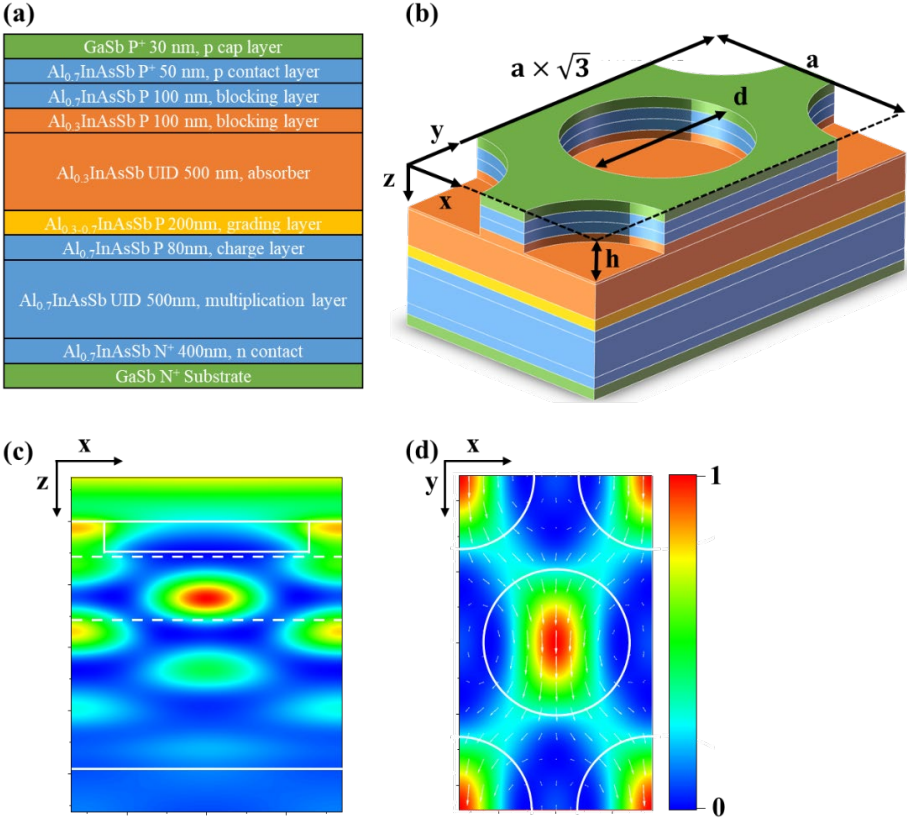 (a)
GaSb P⁺ 30 nm, p cap layer
Al₀.₇InAsSb P⁺ 50 nm, p contact layer
Al₀.₇InAsSb P 100 nm, blocking layer
Al₀.₃InAsSb P 100 nm, blocking layer
Al₀.₃InAsSb UID 500 nm, absorber
Al₀.₃₋₀.₇InAsSb P 200nm, grading layer
Al₀.₇InAsSb P 80nm, charge layer
Al₀.₇InAsSb UID 500nm, multiplication layer
Al₀.₇InAsSb N⁺ 400nm, n contact
GaSb N⁺ Substrate
(b)
a × √3
a
d
y
z
x
h
(c)
x
z
(d)
x
y
1
0